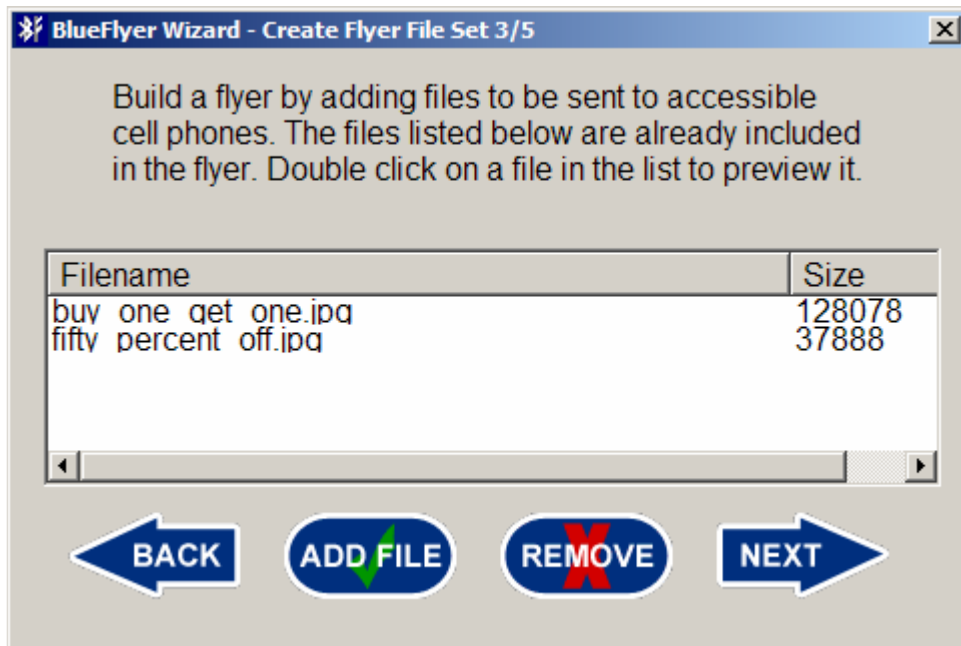 BlueFlyer Wizard - Create Flyer File Set 3/5
Build a flyer by adding files to be sent to accessible
cell phones. The files listed below are already included
in the flyer. Double click on a file in the list to preview it.
Filename Size
buy_one_get_one.jpg 128078
fifty_percent_off.jpg 37888
BACK ADD FILE REMOVE NEXT